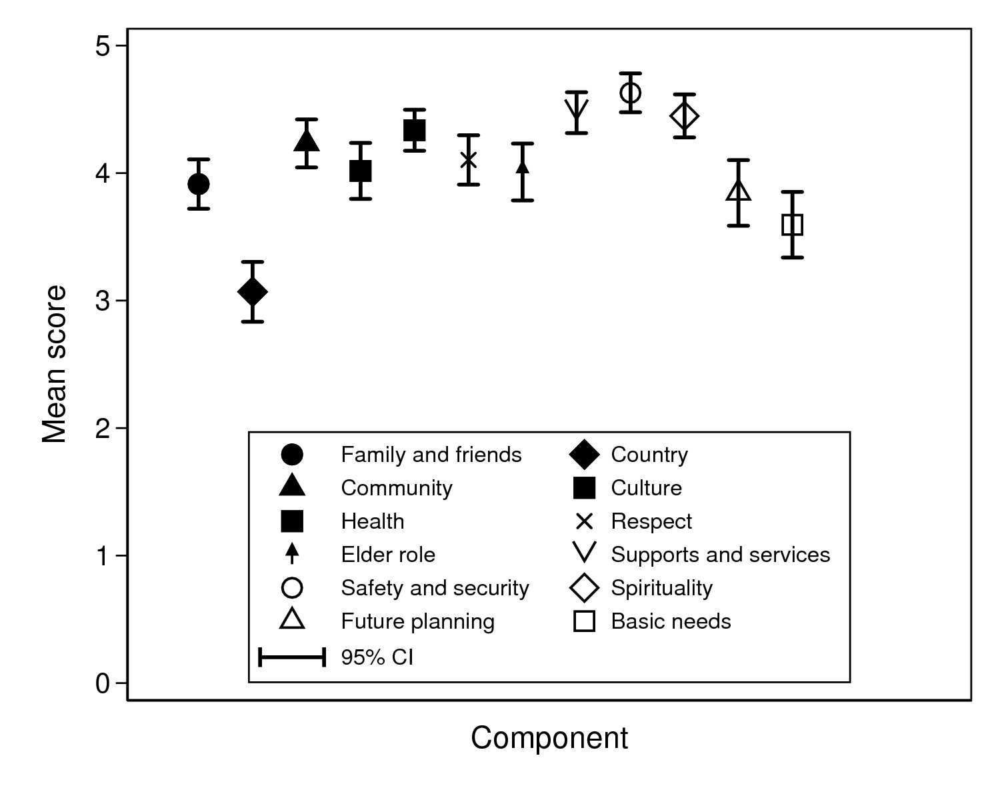 5
4
3
2
1
0
Mean score
Family and friends
Country
Community
Culture
Health
Respect
Elder role
Supports and services
Safety and security
Spirituality
Future planning
Basic needs
95% CI
Component